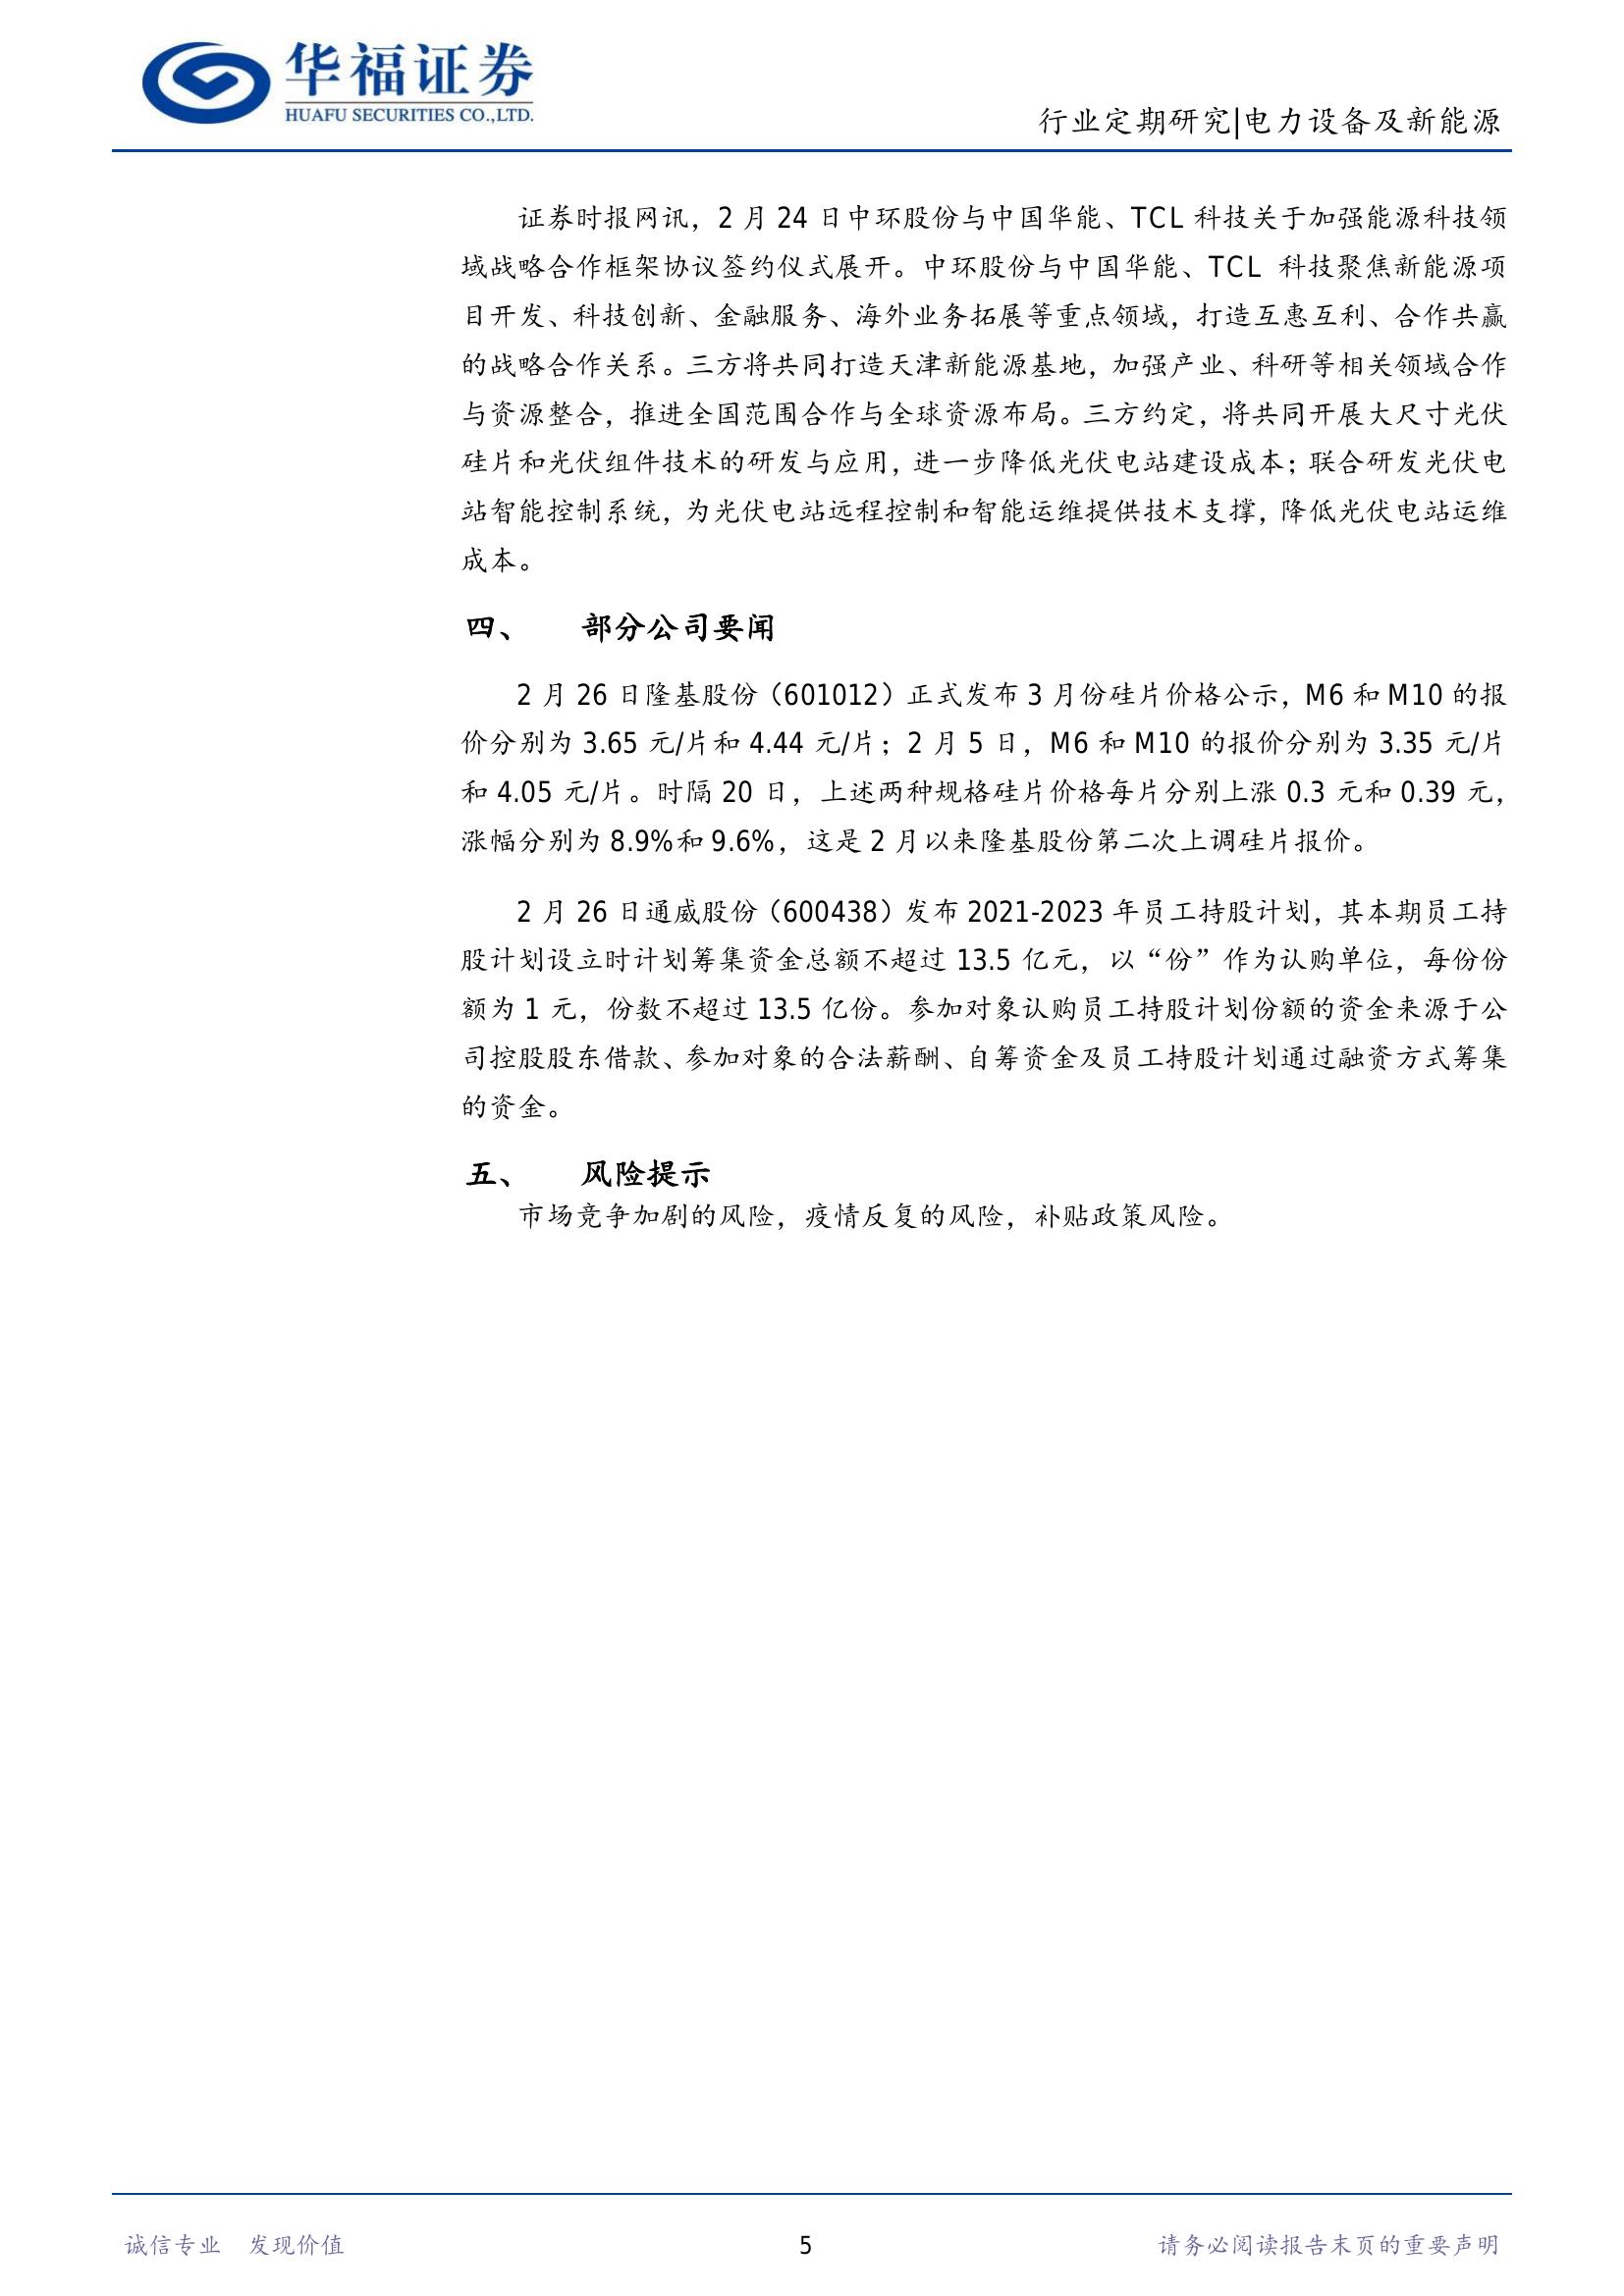 华福证券
HUAFU SECURITIES CO.,LTD.
行业定期研究|电力设备及新能源
证券时报网讯，2 月 24 日中环股份与中国华能、TCL 科技关于加强能源科技领
域战略合作框架协议签约仪式展开。中环股份与中国华能、TCL 科技聚焦新能源项
目开发、科技创新、金融服务、海外业务拓展等重点领域，打造互惠互利、合作共赢
的战略合作关系。三方将共同打造天津新能源基地，加强产业、科研等相关领域合作
与资源整合，推进全国范围合作与全球资源布局。三方约定，将共同开展大尺寸光伏
硅片和光伏组件技术的研发与应用，进一步降低光伏电站建设成本；联合研发光伏电
站智能控制系统，为光伏电站远程控制和智能运维提供技术支撑，降低光伏电站运维
成本。
四、 部分公司要闻
2 月 26 日隆基股份（601012）正式发布 3 月份硅片价格公示，M6 和 M10 的报
价分别为 3.65 元/片和 4.44 元/片；2 月 5 日，M6 和 M10 的报价分别为 3.35 元/片
和 4.05 元/片。时隔 20 日，上述两种规格硅片价格每片分别上涨 0.3 元和 0.39 元，
涨幅分别为 8.9%和 9.6%，这是 2 月以来隆基股份第二次上调硅片报价。
2 月 26 日通威股份（600438）发布 2021-2023 年员工持股计划，其本期员工持
股计划设立时计划筹集资金总额不超过 13.5 亿元，以“份”作为认购单位，每份份
额为 1 元，份数不超过 13.5 亿份。参加对象认购员工持股计划份额的资金来源于公
司控股股东借款、参加对象的合法薪酬、自筹资金及员工持股计划通过融资方式筹集
的资金。
五、 风险提示
市场竞争加剧的风险，疫情反复的风险，补贴政策风险。
诚信专业 发现价值 5 请务必阅读报告末页的重要声明